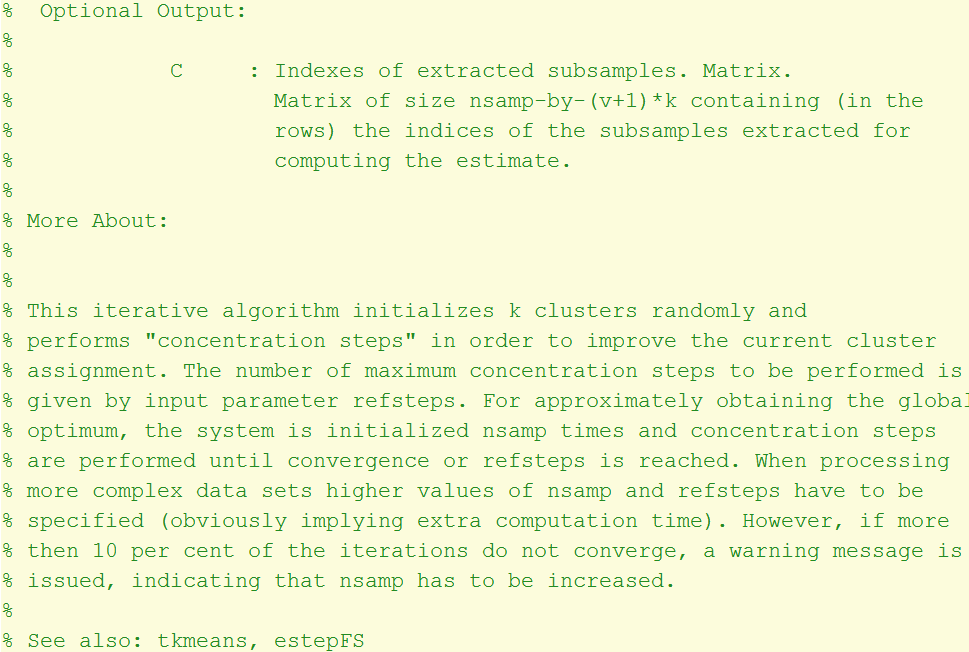 %  Optional Output:
%
%            C     : Indexes of extracted subsamples. Matrix.
%                    Matrix of size nsamp-by-(v+1)*k containing (in the
%                    rows) the indices of the subsamples extracted for
%                    computing the estimate.
%
% More About:
%
%
% This iterative algorithm initializes k clusters randomly and
% performs "concentration steps" in order to improve the current cluster
% assignment. The number of maximum concentration steps to be performed is
% given by input parameter refsteps. For approximately obtaining the global
% optimum, the system is initialized nsamp times and concentration steps
% are performed until convergence or refsteps is reached. When processing
% more complex data sets higher values of nsamp and refsteps have to be
% specified (obviously implying extra computation time). However, if more
% then 10 per cent of the iterations do not converge, a warning message is
% issued, indicating that nsamp has to be increased.
%
% See also: tkmeans, estepFS